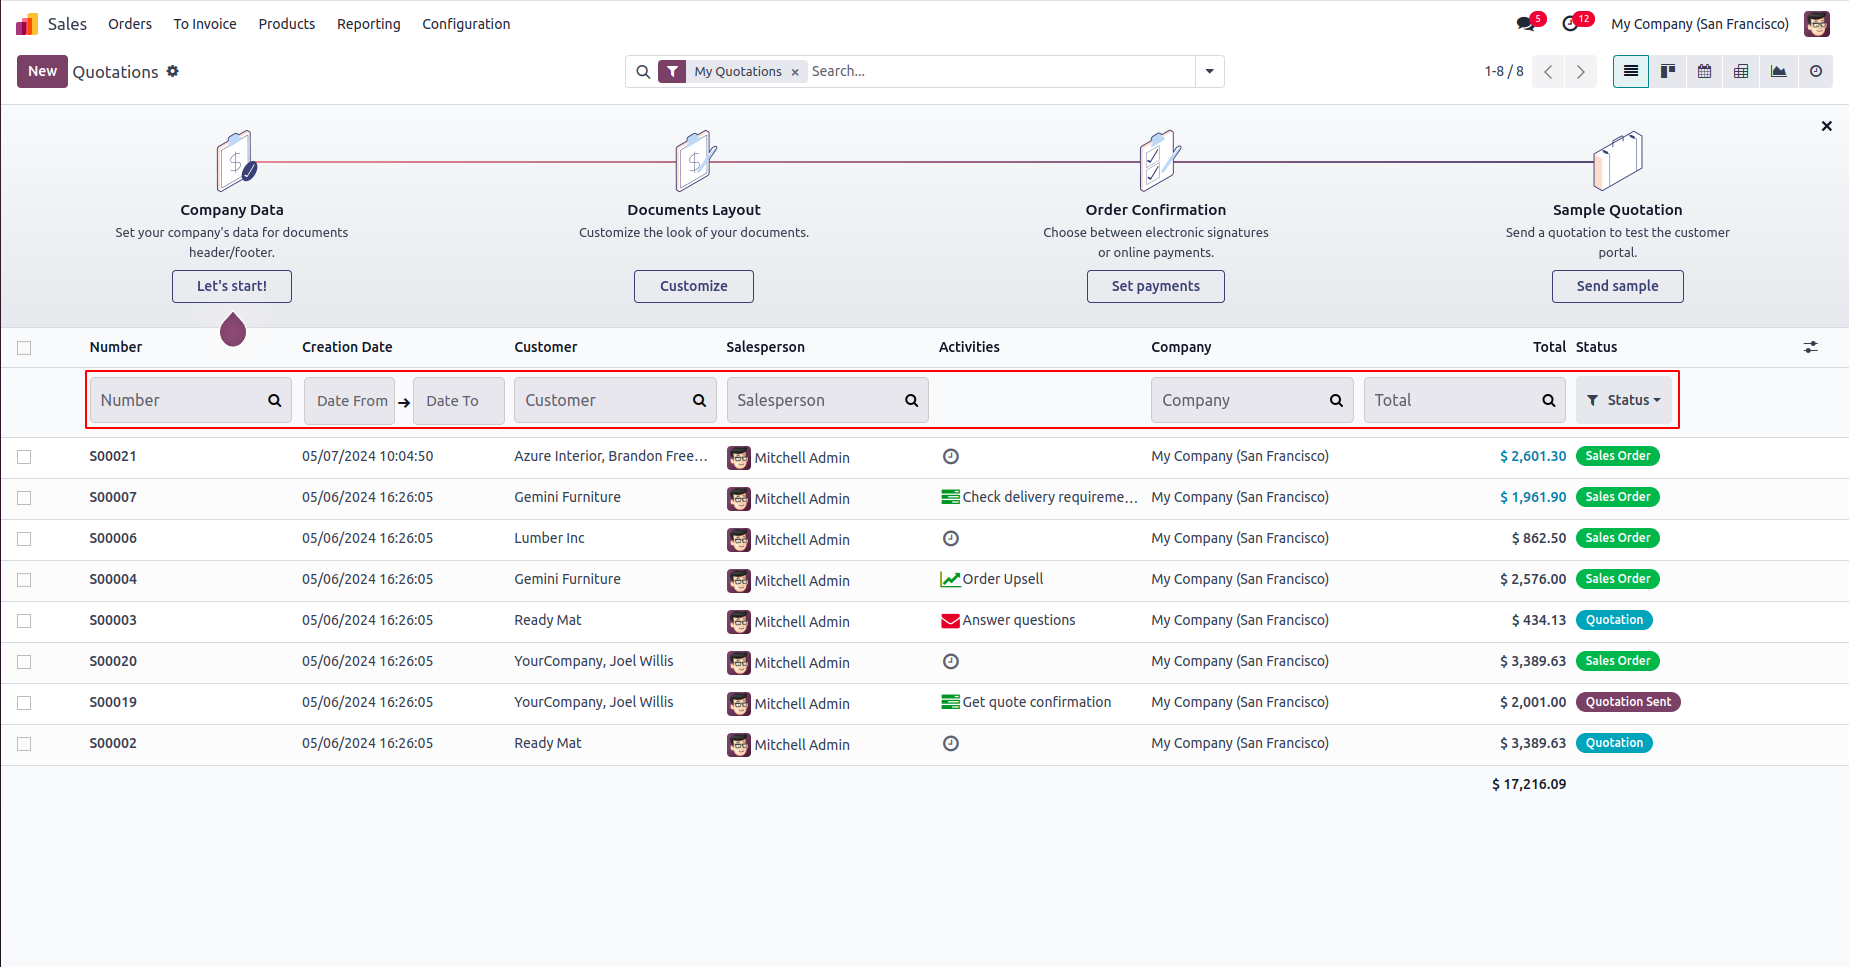 Sales Orders To Invoice Products Reporting Configuration 5 12 My Company (San Francisco)
New Quotations My Quotations × Search... 1-8 / 8
Company Data Documents Layout Order Confirmation Sample Quotation
Set your company's data for documents Customize the look of your documents. Choose between electronic signatures Send a quotation to test the customer
header/footer. or online payments. portal.
Let's start! Customize Set payments Send sample
Number Creation Date Customer Salesperson Activities Company Total Status
Number Date From Date To Customer Salesperson Company Total Status
S00021 05/07/2024 10:04:50 Azure Interior, Brandon Free... Mitchell Admin My Company (San Francisco) $ 2,601.30 Sales Order
S00007 05/06/2024 16:26:05 Gemini Furniture Mitchell Admin Check delivery requireme... My Company (San Francisco) $ 1,961.90 Sales Order
S00006 05/06/2024 16:26:05 Lumber Inc Mitchell Admin My Company (San Francisco) $ 862.50 Sales Order
S00004 05/06/2024 16:26:05 Gemini Furniture Mitchell Admin Order Upsell My Company (San Francisco) $ 2,576.00 Sales Order
S00003 05/06/2024 16:26:05 Ready Mat Mitchell Admin Answer questions My Company (San Francisco) $ 434.13 Quotation
S00020 05/06/2024 16:26:05 YourCompany, Joel Willis Mitchell Admin My Company (San Francisco) $ 3,389.63 Sales Order
S00019 05/06/2024 16:26:05 YourCompany, Joel Willis Mitchell Admin Get quote confirmation My Company (San Francisco) $ 2,001.00 Quotation Sent
S00002 05/06/2024 16:26:05 Ready Mat Mitchell Admin My Company (San Francisco) $ 3,389.63 Quotation
$ 17,216.09